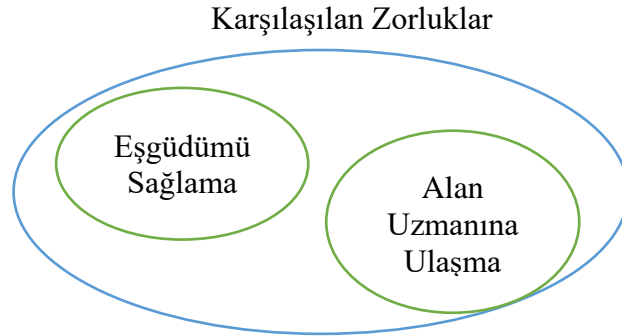 Karşılaşılan Zorluklar
Eşgüdümü
Sağlama
Alan
Uzmanına
Ulaşma